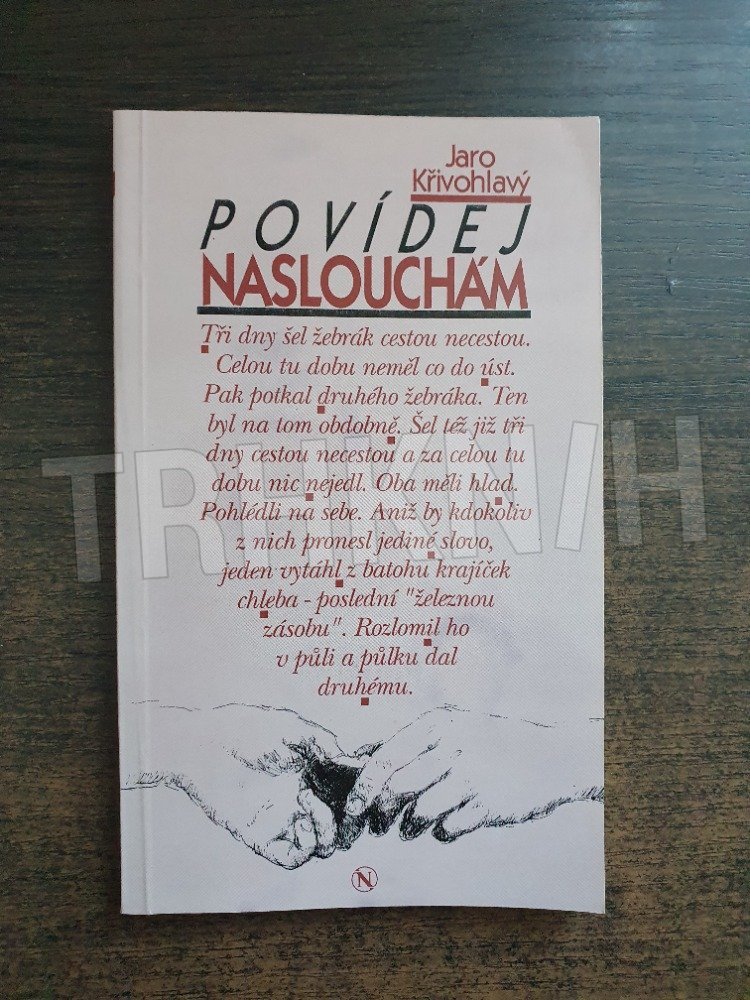 Jaro
Křivohlavý
POVÍDEJ
NASLOUCHÁM
Tři dny šel žebrák cestou necestou.
Celou tu dobu neměl co do úst.
Pak potkal druhého žebráka. Ten
byl na tom obdobně. Šel též již tři
dny cestou necestou a za celou tu
dobu nic nejedl. Oba měli hlad.
Pohlédli na sebe. Aniž by kdokoliv
z nich pronesl jediné slovo,
jeden vytáhl z batohu krajíček
chleba - poslední "železnou
zásobu". Rozlomil ho
v půli a půlku dal
druhému.
N
TRHKNIH